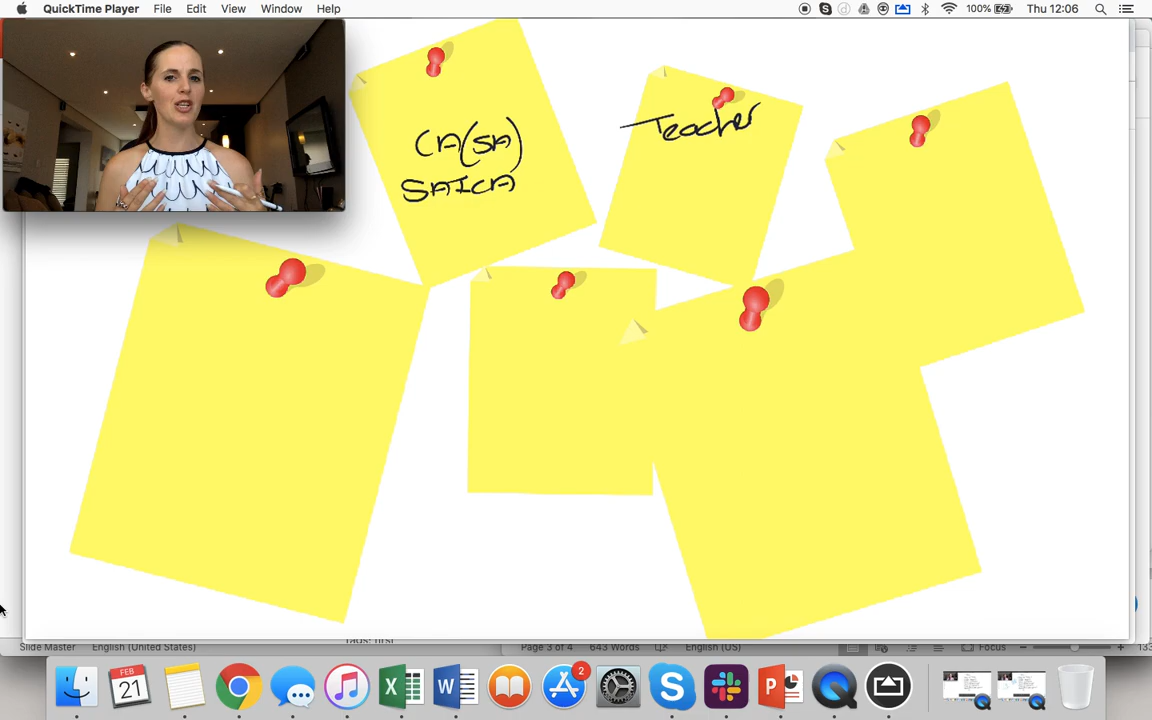 QuickTime Player File Edit View Window Help 100% Thu 12:06
CA(SA)
SAICA
Teacher
Slide Master English (United States) Page 3 of 4 643 Words English (US) Focus
FEB
21
2